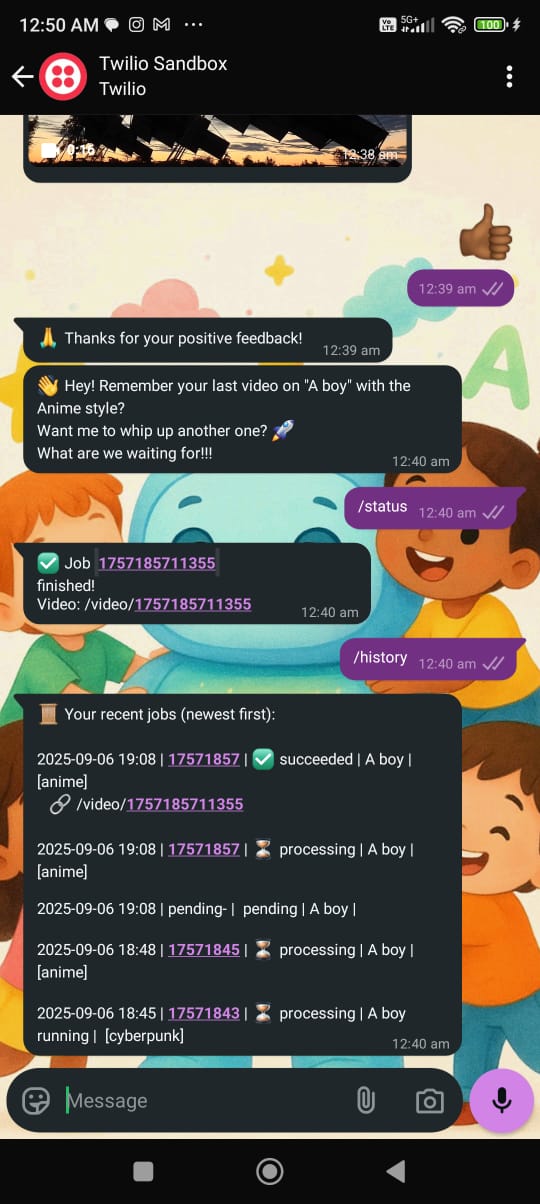 12:50 AM
5G+
Vo
LTE
100
Twilio Sandbox
Twilio
0:16
12:38 am
12:39 am
🙏 Thanks for your positive feedback!
12:39 am
👋 Hey! Remember your last video on "A boy" with the
Anime style?
Want me to whip up another one? 🚀
What are we waiting for!!!
12:40 am
/status 12:40 am
✅ Job 1757185711355
finished!
Video: /video/1757185711355
12:40 am
/history 12:40 am
📜 Your recent jobs (newest first):
2025-09-06 19:08 | 17571857 | ✅ succeeded | A boy |
[anime]
🔗 /video/1757185711355
2025-09-06 19:08 | 17571857 | ⏳ processing | A boy |
[anime]
2025-09-06 19:08 | pending- | pending | A boy |
2025-09-06 18:48 | 17571845 | ⏳ processing | A boy |
[anime]
2025-09-06 18:45 | 17571843 | ⏳ processing | A boy
running | [cyberpunk]
12:40 am
A
Message